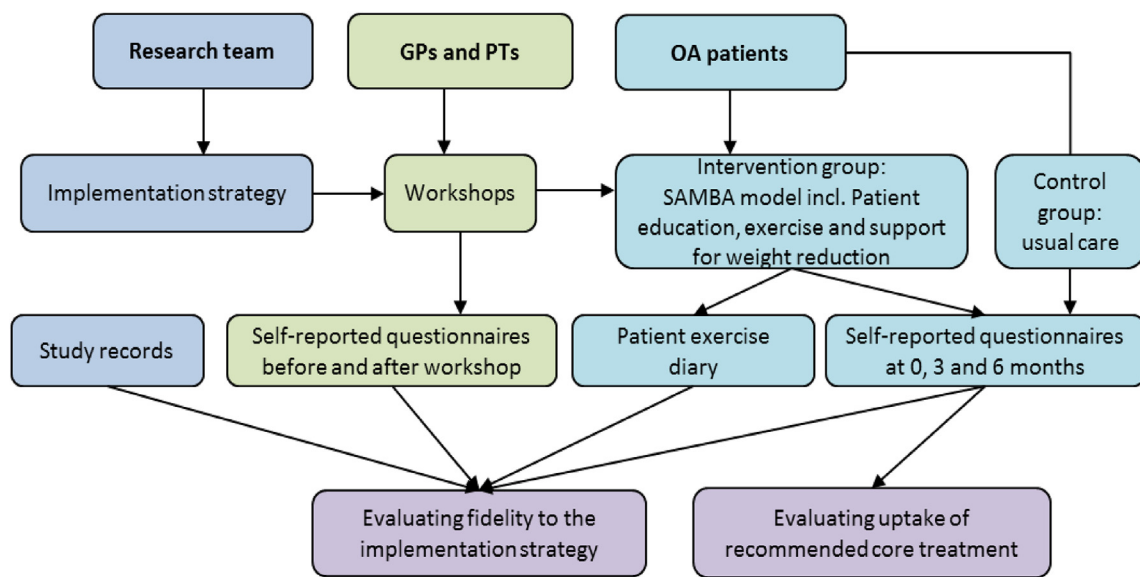 Research team
GPs and PTs
OA patients
Implementation strategy
Workshops
Intervention group:
SAMBA model incl. Patient
education, exercise and support
for weight reduction
Control
group:
usual care
Study records
Self-reported questionnaires
before and after workshop
Patient exercise
diary
Self-reported questionnaires
at 0, 3 and 6 months
Evaluating fidelity to the
implementation strategy
Evaluating uptake of
recommended core treatment